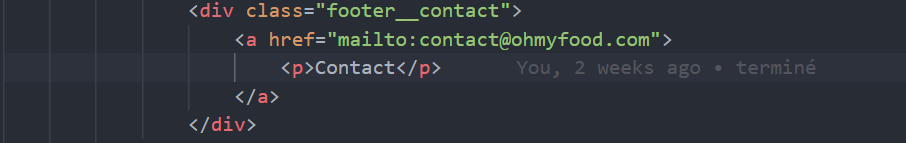 <div class="footer__contact">
<a href="mailto:contact@ohmyfood.com">
<p>Contact</p> You, 2 weeks ago • terminé
</a>
</div>